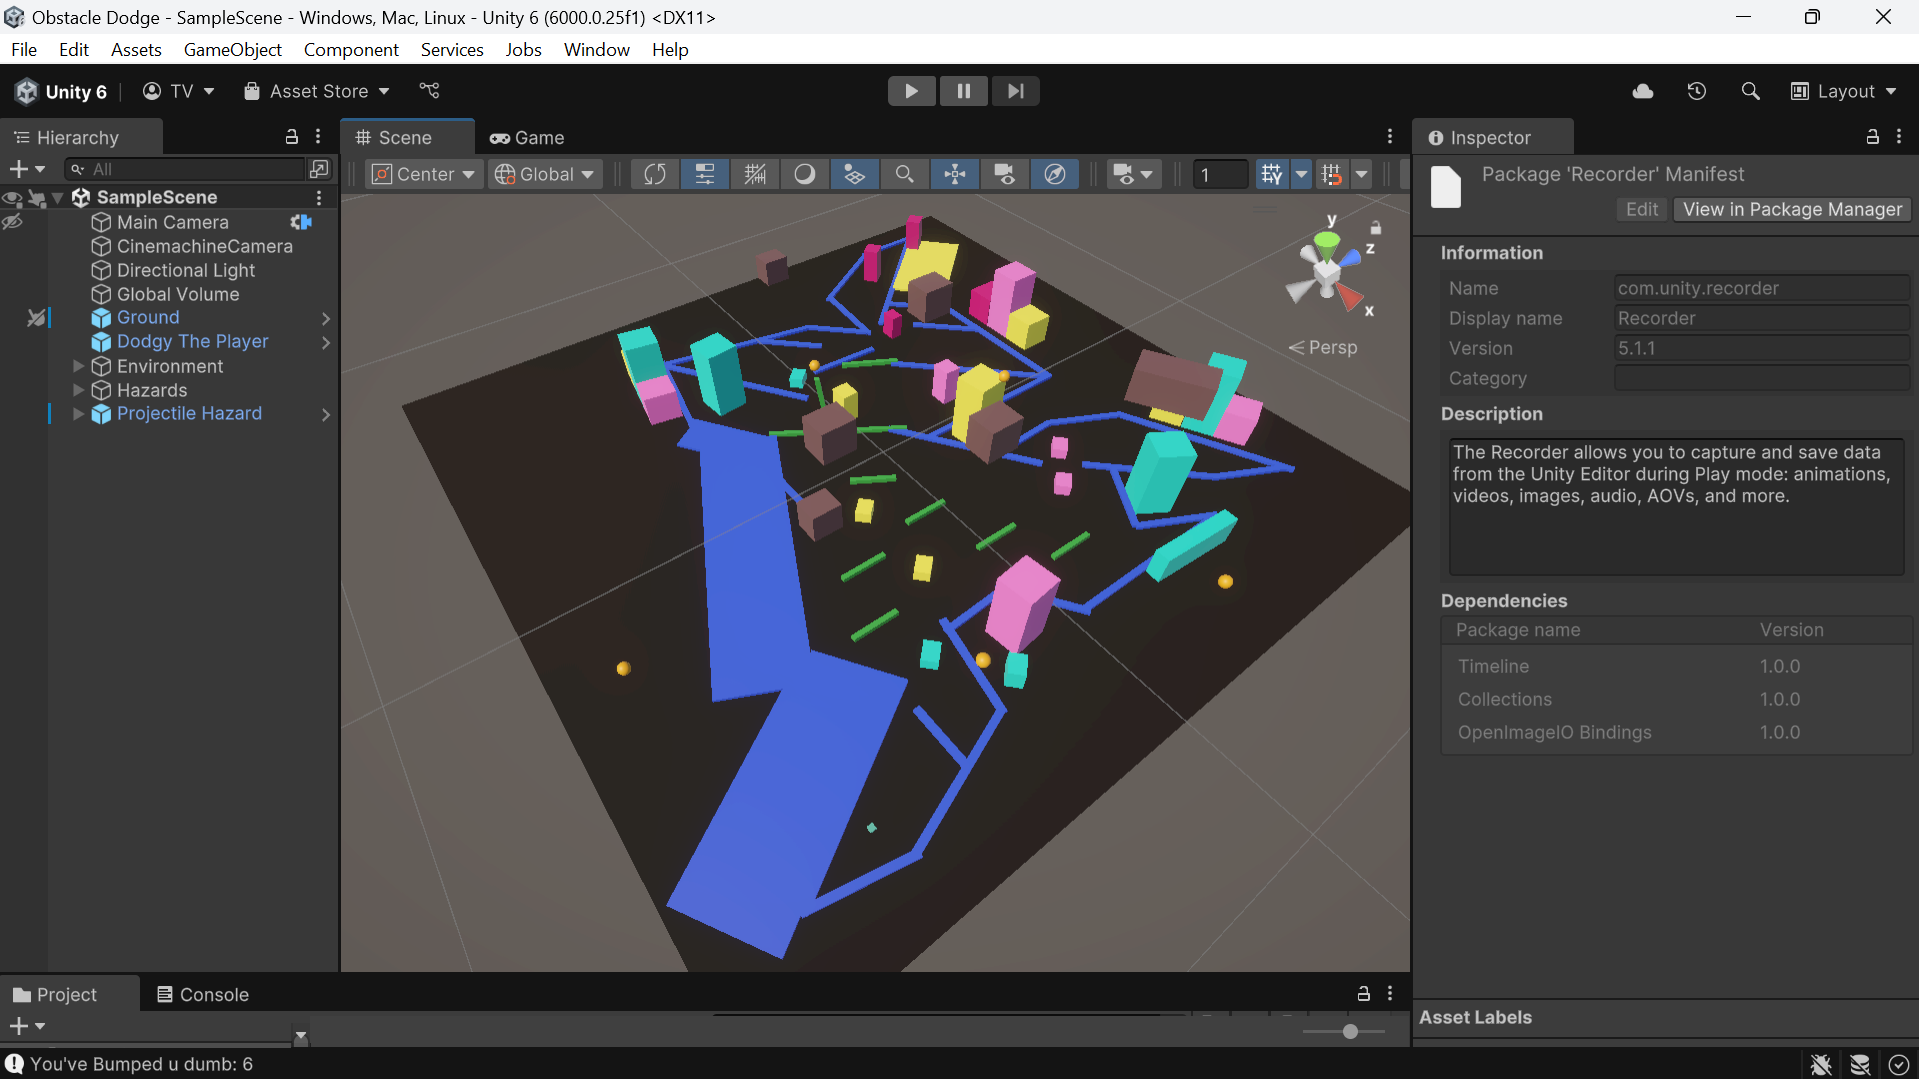 Obstacle Dodge - SampleScene - Windows, Mac, Linux - Unity 6 (6000.0.25f1) <DX11>
File Edit Assets GameObject Component Services Jobs Window Help
Unity 6 TV Asset Store Layout
Hierarchy
Scene
Game
Inspector
All
Center
Global
1
Package 'Recorder' Manifest
Edit
View in Package Manager
SampleScene
Main Camera
CinemachineCamera
Directional Light
Global Volume
Ground
Dodgy The Player
Environment
Hazards
Projectile Hazard
y
z
x
Persp
Information
Name com.unity.recorder
Display name Recorder
Version 5.1.1
Category
Description
The Recorder allows you to capture and save data
from the Unity Editor during Play mode: animations,
videos, images, audio, AOVs, and more.
Dependencies
Package name Version
Timeline 1.0.0
Collections 1.0.0
OpenImageIO Bindings 1.0.0
Project
Console
Asset Labels
You've Bumped u dumb: 6